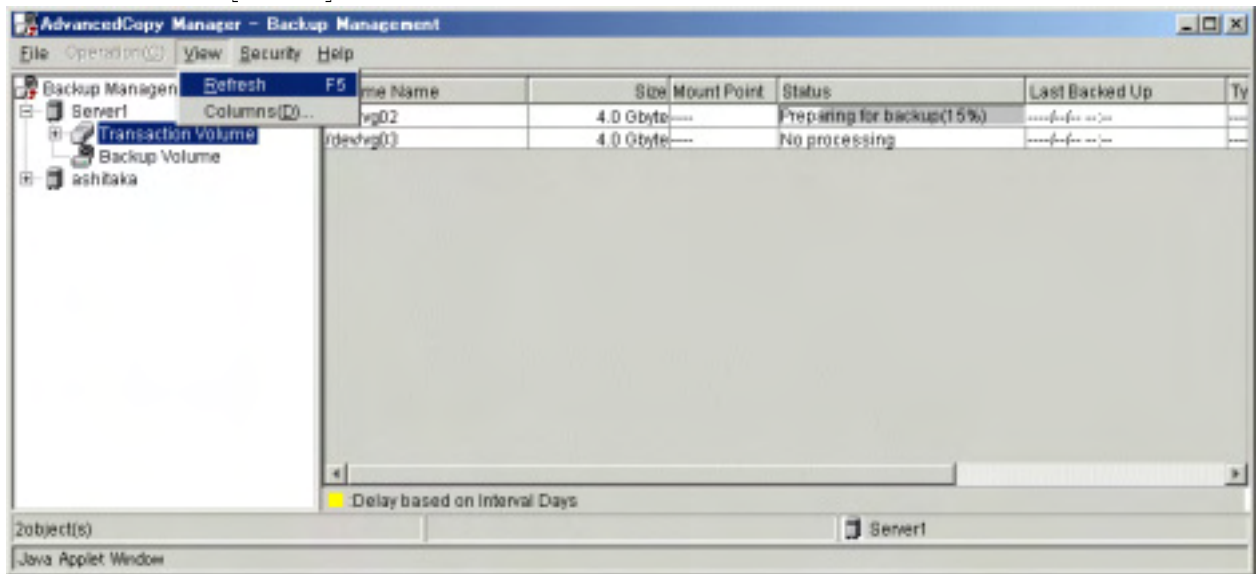 AdvancedCopy Manager - Backup Management
File Operation(O) View Security Help
Refresh F5
Columns(D)...
Backup Managen
Server1
Transaction Volume
Backup Volume
ashitaka
me Name Size Mount Point Status Last Backed Up Ty
vg02 4.0 Gbyte ---- Preparing for backup(15%) ----/--/-- --:-- ----
/dev/vg03 4.0 Gbyte ---- No processing ----/--/-- --:-- ----
:Delay based on Interval Days
2object(s) Server1
Java Applet Window